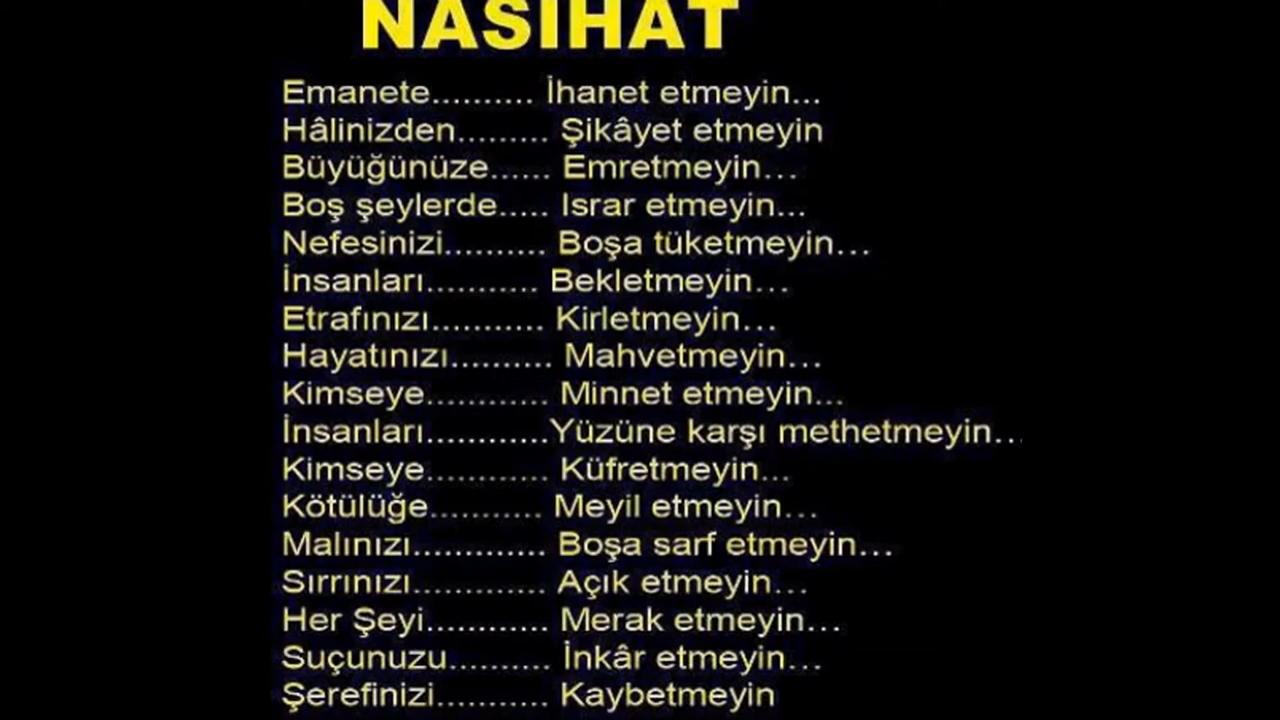 NASİHAT
Emanete.......... İhanet etmeyin...
Hâlinizden......... Şikâyet etmeyin
Büyüğünüze...... Emretmeyin…
Boş şeylerde..... Israr etmeyin...
Nefesinizi.......... Boşa tüketmeyin…
İnsanları........... Bekletmeyin…
Etrafınızı........... Kirletmeyin…
Hayatınızı.......... Mahvetmeyin…
Kimseye............ Minnet etmeyin...
İnsanları............Yüzüne karşı methetmeyin…
Kimseye............ Küfretmeyin...
Kötülüğe........... Meyil etmeyin…
Malınızı............. Boşa sarf etmeyin…
Sırrınızı............. Açık etmeyin…
Her Şeyi............ Merak etmeyin…
Suçunuzu.......... İnkâr etmeyin…
Şerefinizi........... Kaybetmeyin